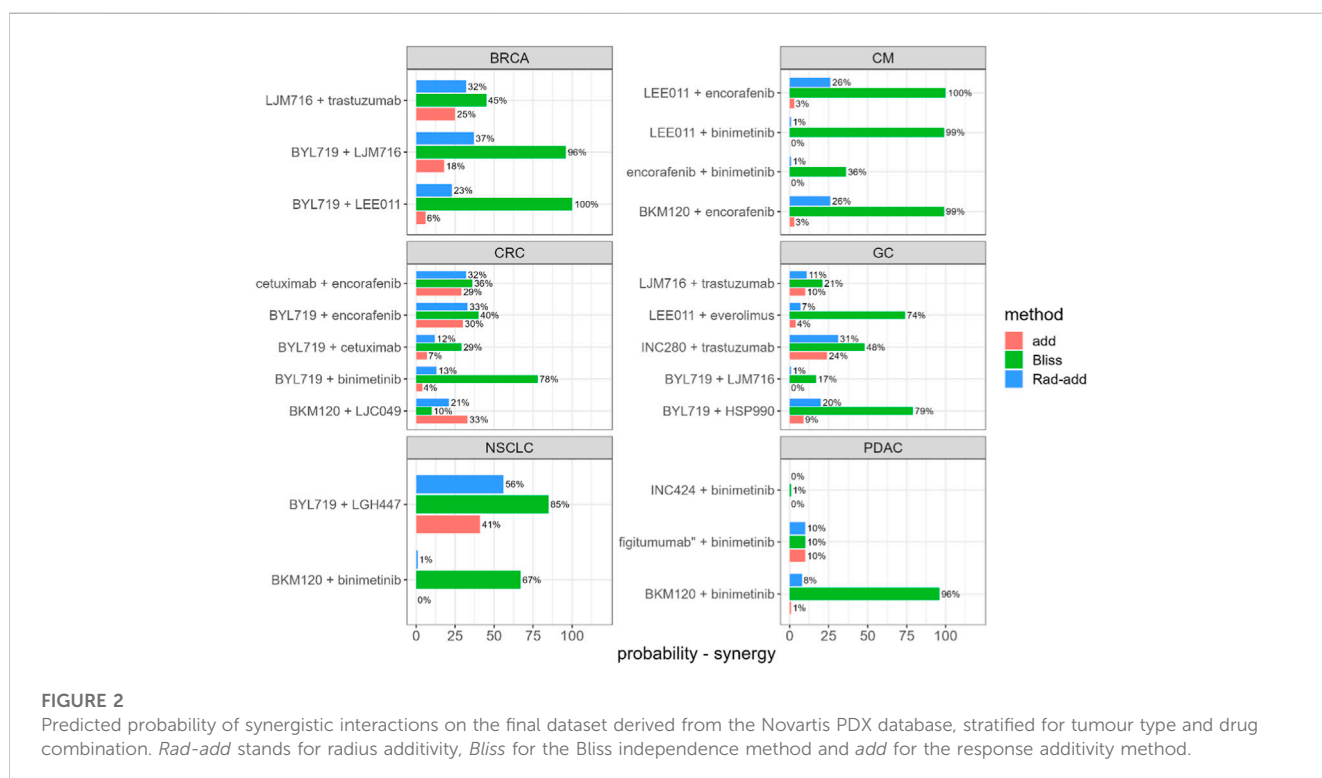 BRCA
LJM716 + trastuzumab
32%
45%
25%
BYL719 + LJM716
37%
96%
18%
BYL719 + LEE011
23%
100%
6%
CM
LEE011 + encorafenib
26%
100%
3%
LEE011 + binimetinib
1%
99%
0%
encorafenib + binimetinib
1%
36%
0%
BKM120 + encorafenib
26%
99%
3%
CRC
cetuximab + encorafenib
32%
36%
29%
BYL719 + encorafenib
33%
40%
30%
BYL719 + cetuximab
12%
29%
7%
BYL719 + binimetinib
13%
78%
4%
BKM120 + LJC049
21%
10%
33%
GC
LJM716 + trastuzumab
11%
21%
10%
LEE011 + everolimus
7%
74%
4%
INC280 + trastuzumab
31%
48%
24%
BYL719 + LJM716
1%
17%
0%
BYL719 + HSP990
20%
79%
9%
NSCLC
BYL719 + LGH447
56%
85%
41%
BKM120 + binimetinib
1%
67%
0%
0 25 50 75 100
PDAC
INC424 + binimetinib
0%
1%
0%
figitumumab" + binimetinib
10%
10%
10%
BKM120 + binimetinib
8%
96%
1%
0 25 50 75 100
probability - synergy
method
add
Bliss
Rad-add
FIGURE 2
Predicted probability of synergistic interactions on the final dataset derived from the Novartis PDX database, stratified for tumour type and drug
combination. Rad-add stands for radius additivity, Bliss for the Bliss independence method and add for the response additivity method.